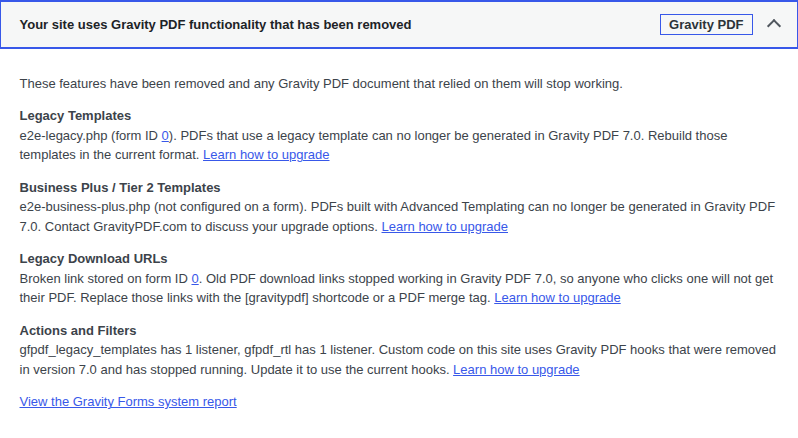 Your site uses Gravity PDF functionality that has been removed
Gravity PDF
These features have been removed and any Gravity PDF document that relied on them will stop working.
Legacy Templates
e2e-legacy.php (form ID 0). PDFs that use a legacy template can no longer be generated in Gravity PDF 7.0. Rebuild those
templates in the current format. Learn how to upgrade
Business Plus / Tier 2 Templates
e2e-business-plus.php (not configured on a form). PDFs built with Advanced Templating can no longer be generated in Gravity PDF
7.0. Contact GravityPDF.com to discuss your upgrade options. Learn how to upgrade
Legacy Download URLs
Broken link stored on form ID 0. Old PDF download links stopped working in Gravity PDF 7.0, so anyone who clicks one will not get
their PDF. Replace those links with the [gravitypdf] shortcode or a PDF merge tag. Learn how to upgrade
Actions and Filters
gfpdf_legacy_templates has 1 listener, gfpdf_rtl has 1 listener. Custom code on this site uses Gravity PDF hooks that were removed
in version 7.0 and has stopped running. Update it to use the current hooks. Learn how to upgrade
View the Gravity Forms system report